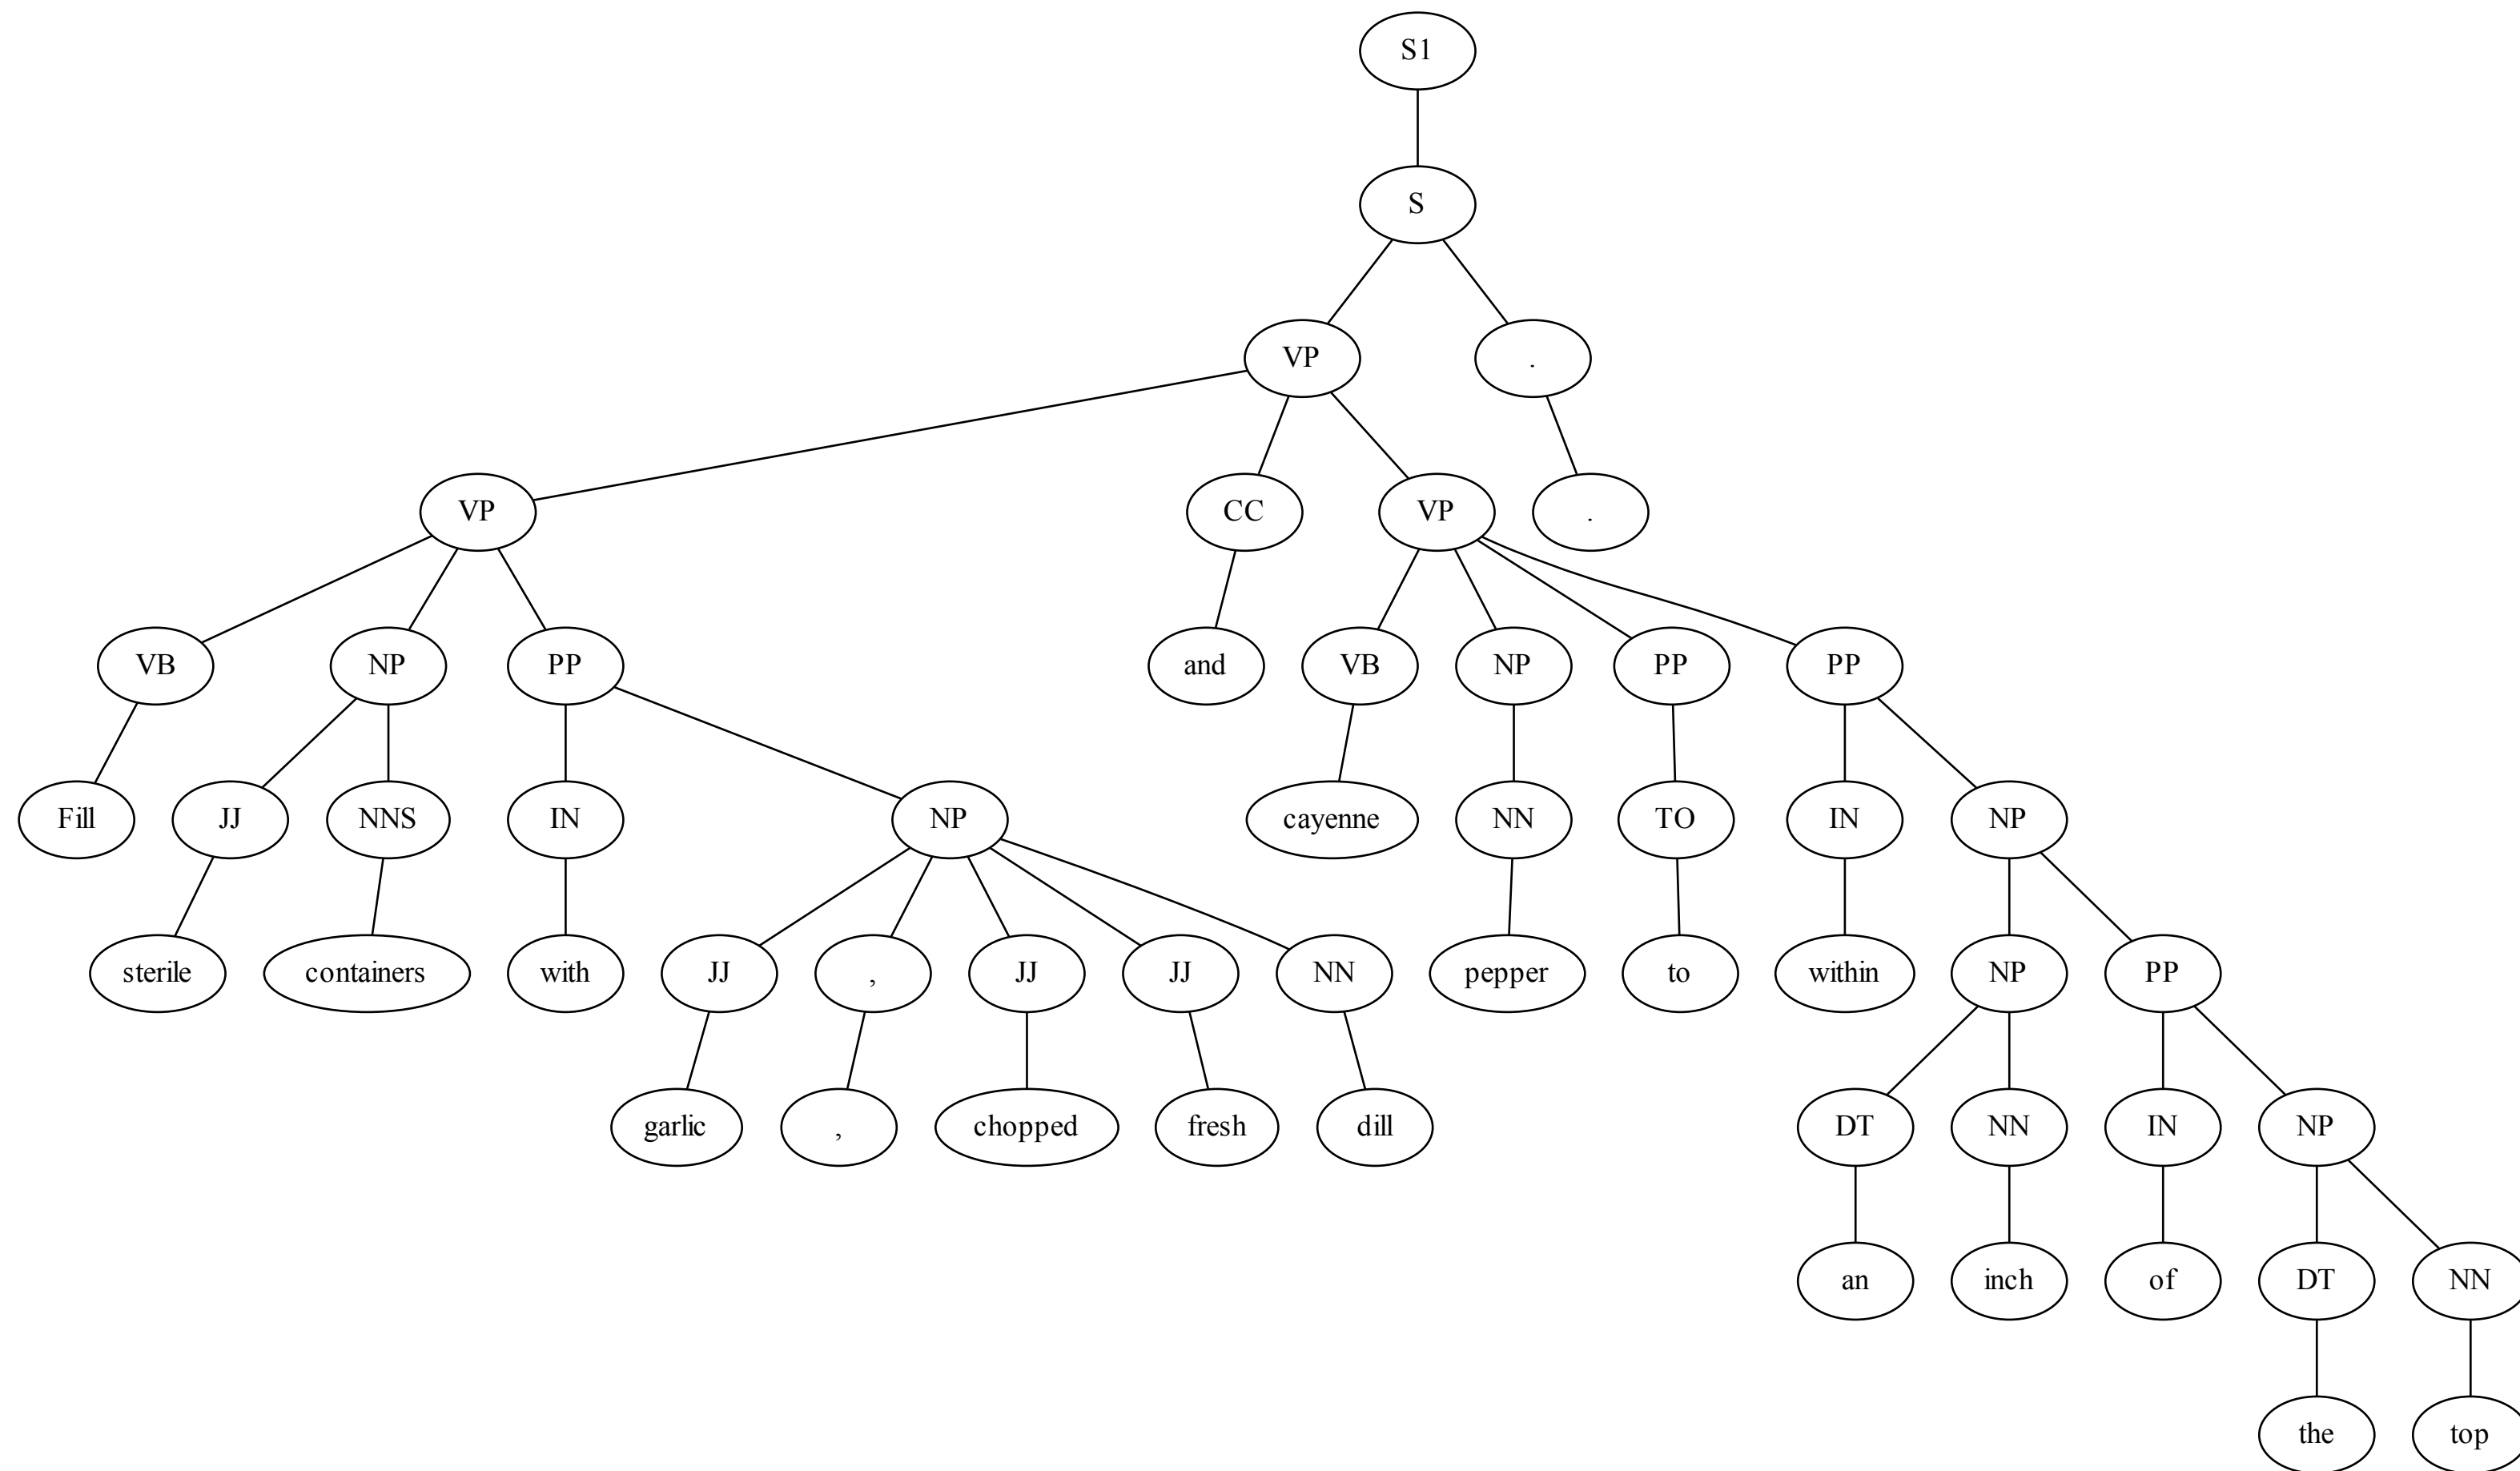 S1
S
VP .
VP CC VP .
VB NP PP and VB NP PP PP
Fill JJ NNS IN NP cayenne NN TO IN NP
sterile containers with JJ , JJ JJ NN pepper to within NP PP
garlic , chopped fresh dill DT NN IN NP
an inch of DT NN
the top